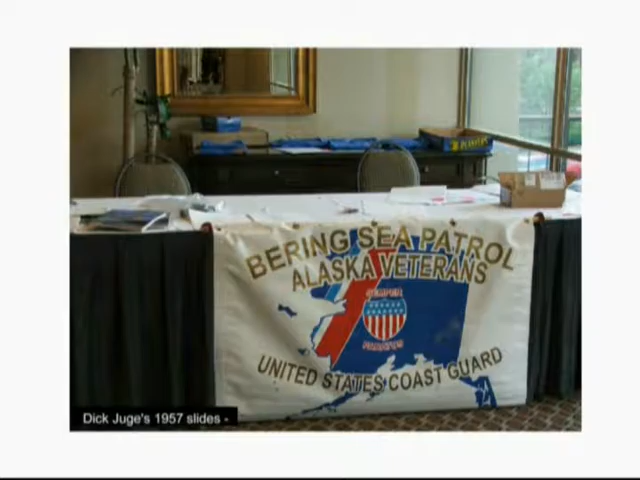 BERING SEA PATROL
ALASKA VETERANS
SEMPER
PARATUS
UNITED STATES COAST GUARD
Dick Juge's 1957 slides -